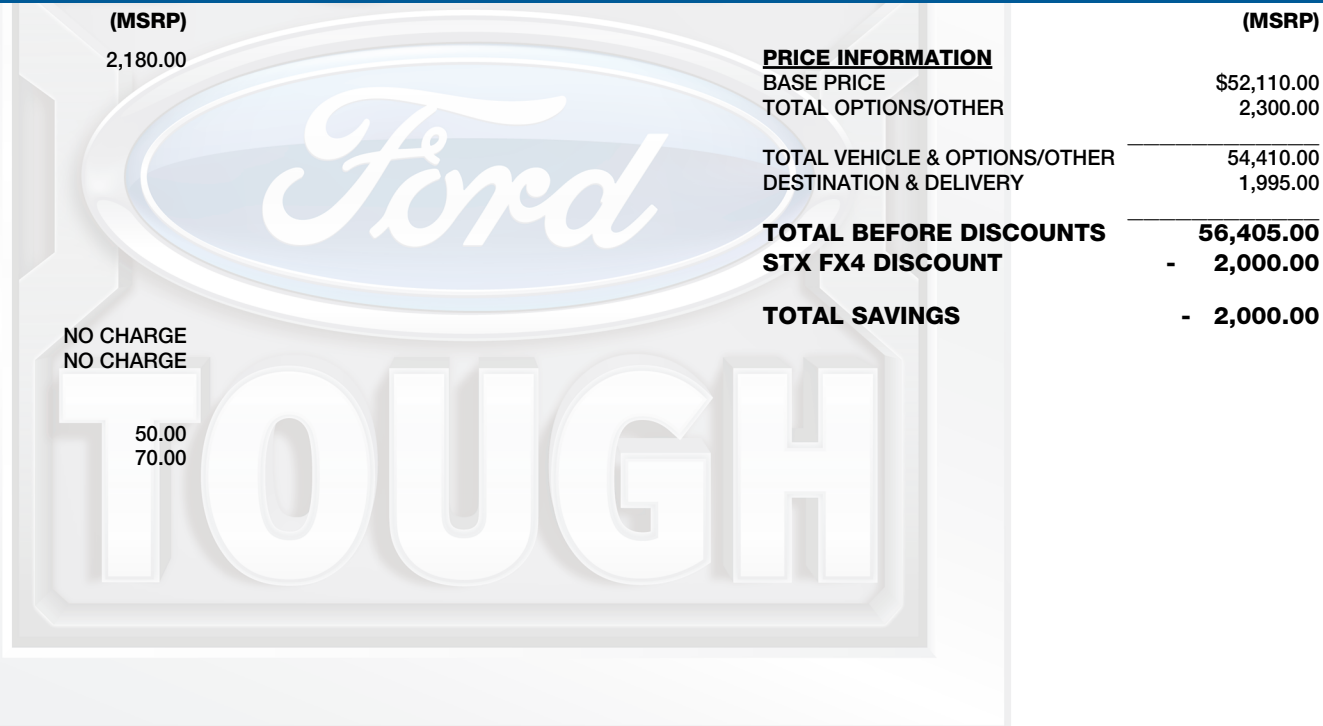 (MSRP)
2,180.00
NO CHARGE
NO CHARGE
50.00
70.00
Ford
TOUGH
(MSRP)
PRICE INFORMATION
BASE PRICE $52,110.00
TOTAL OPTIONS/OTHER 2,300.00
TOTAL VEHICLE & OPTIONS/OTHER 54,410.00
DESTINATION & DELIVERY 1,995.00
TOTAL BEFORE DISCOUNTS 56,405.00
STX FX4 DISCOUNT - 2,000.00
TOTAL SAVINGS - 2,000.00